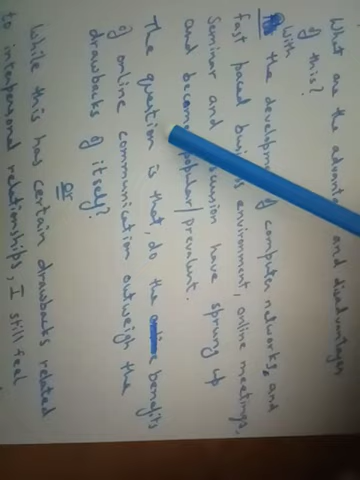 What are the advanta and disadvantages
of this?
With the development of computer networks, and
fast paced business environment, online meetings,
Seminar and discussion have sprung up
and become popular/prevalent.
The question is that, do the benefits
of online communication outweigh the
drawbacks of itself?
or
While this has certain drawbacks related
to interpersonal relationships, I still feel